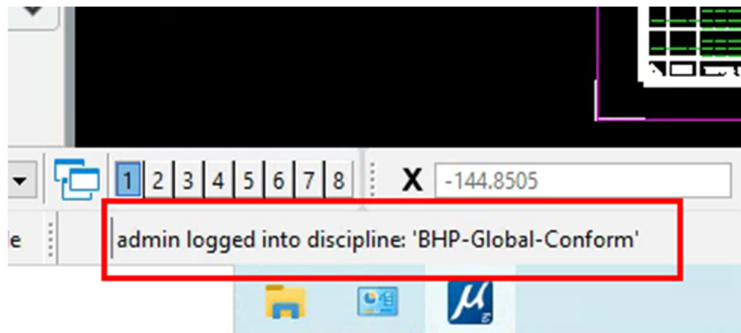 1 2 3 4 5 6 7 8 X -144.8505
e admin logged into discipline: 'BHP-Global-Conform'
μ